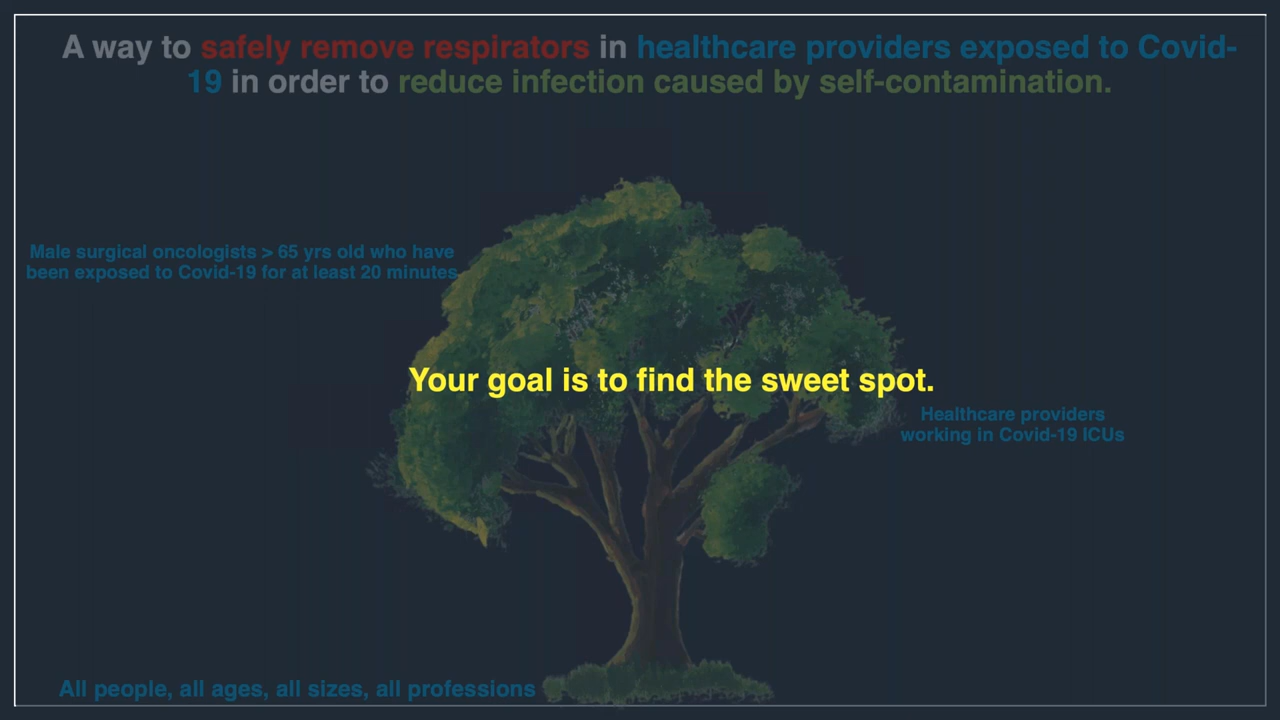 A way to safely remove respirators in healthcare providers exposed to Covid-
19 in order to reduce infection caused by self-contamination.
Male surgical oncologists > 65 yrs old who have
been exposed to Covid-19 for at least 20 minutes
Your goal is to find the sweet spot.
Healthcare providers
working in Covid-19 ICUs
All people, all ages, all sizes, all professions